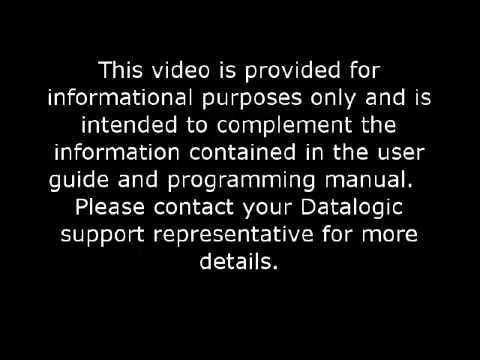 This video is provided for
informational purposes only and is
intended to complement the
information contained in the user
guide and programming manual.
Please contact your Datalogic
support representative for more
details.